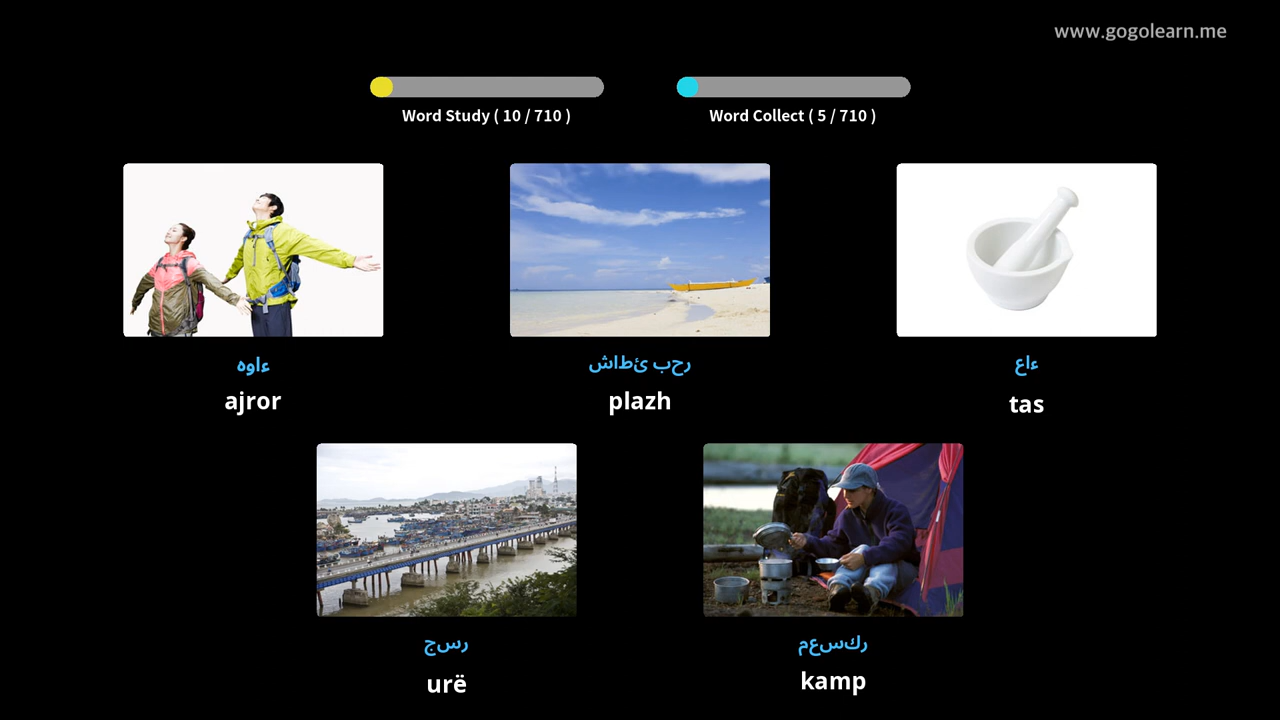 www.gogolearn.me
Word Study ( 10 / 710 )
Word Collect ( 5 / 710 )
ءاوه
ajror
رحب ئطاش
plazh
ءاع
tas
رسج
urë
ركسعم
kamp